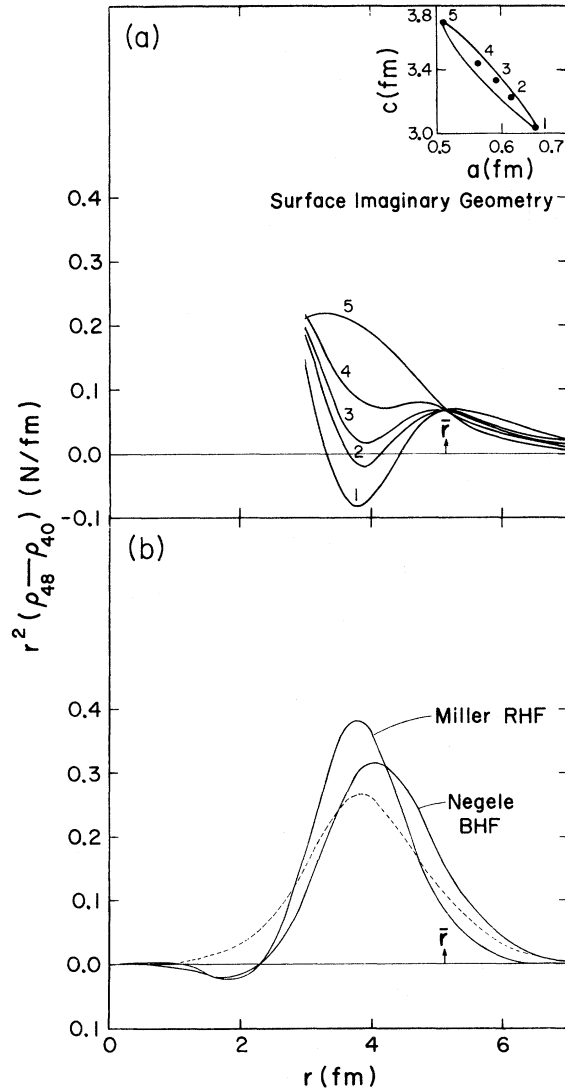 (a)
3.8
3.4
3.0
c(fm)
5
4
3
2
1
0.5
0.6
0.7
a(fm)
Surface Imaginary Geometry
0.4
0.3
0.2
0.1
0.0
-0.1
5
4
3
2
1
r̄
r² (ρ48 — ρ40) (N/fm)
(b)
0.4
0.3
0.2
0.1
0.0
0.1
Miller RHF
Negele
BHF
r̄
0
2
4
6
r(fm)